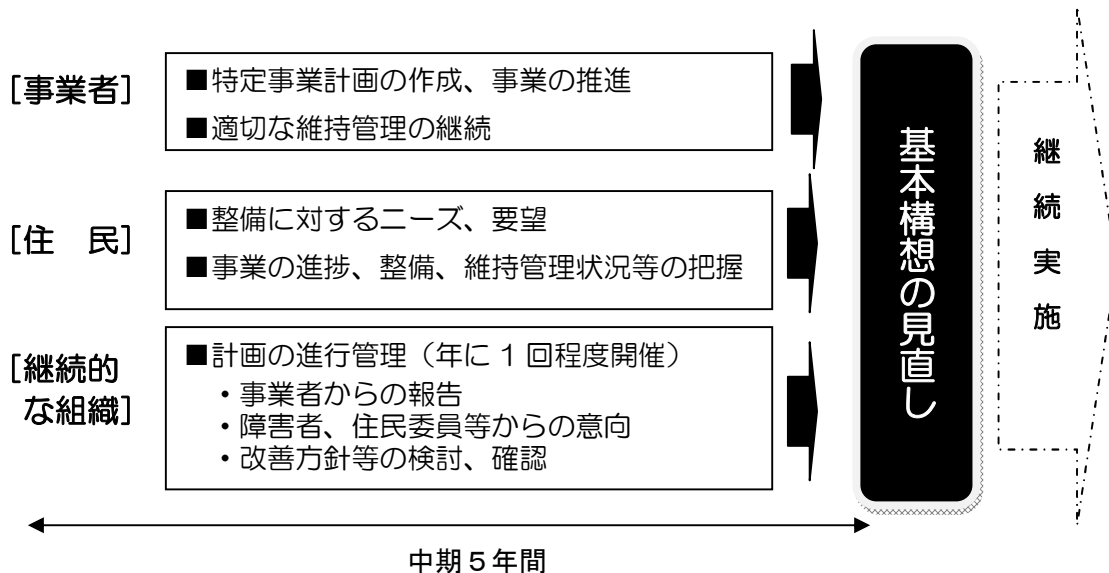 [事業者]
■特定事業計画の作成、事業の推進
■適切な維持管理の継続
[住　民]
■整備に対するニーズ、要望
■事業の進捗、整備、維持管理状況等の把握
[継続的
な組織]
■計画の進行管理（年に１回程度開催）
・事業者からの報告
・障害者、住民委員等からの意向
・改善方針等の検討、確認
基本構想の見直し
継続実施
中期５年間